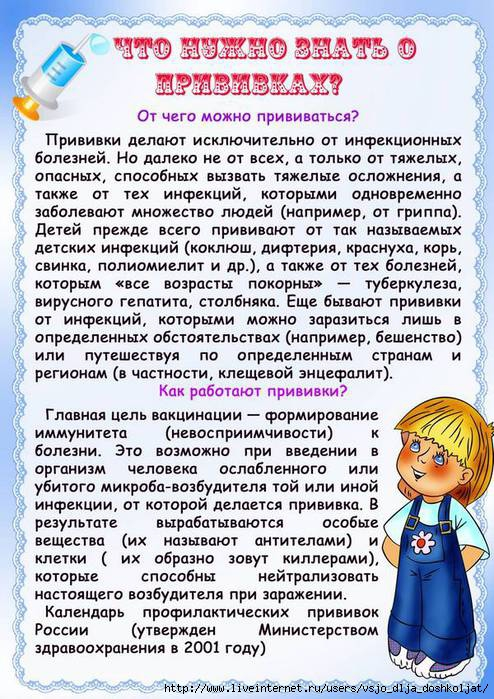 ЧТО НУЖНО ЗНАТЬ О
ПРИВИВКАХ?
От чего можно прививаться?
Прививки делают исключительно от инфекционных
болезней. Но далеко не от всех, а только от тяжелых,
опасных, способных вызвать тяжелые осложнения, а
также от тех инфекций, которыми одновременно
заболевают множество людей (например, от гриппа).
Детей прежде всего прививают от так называемых
детских инфекций (коклюш, дифтерия, краснуха, корь,
свинка, полиомиелит и др.), а также от тех болезней,
которым «все возрасты покорны» — туберкулеза,
вирусного гепатита, столбняка. Еще бывают прививки
от инфекций, которыми можно заразиться лишь в
определенных обстоятельствах (например, бешенство)
или путешествуя по определенным странам и
регионам (в частности, клещевой энцефалит).
Как работают прививки?
Главная цель вакцинации — формирование
иммунитета (невосприимчивости) к
болезни. Это возможно при введении в
организм человека ослабленного или
убитого микроба-возбудителя той или иной
инфекции, от которой делается прививка. В
результате вырабатываются особые
вещества (их называют антителами) и
клетки ( их образно зовут киллерами),
которые способны нейтрализовать
настоящего возбудителя при заражении.
Календарь профилактических прививок
России (утвержден Министерством
здравоохранения в 2001 году)
http://www.liveinternet.ru/users/vsjo_dlja_doshkoljat/